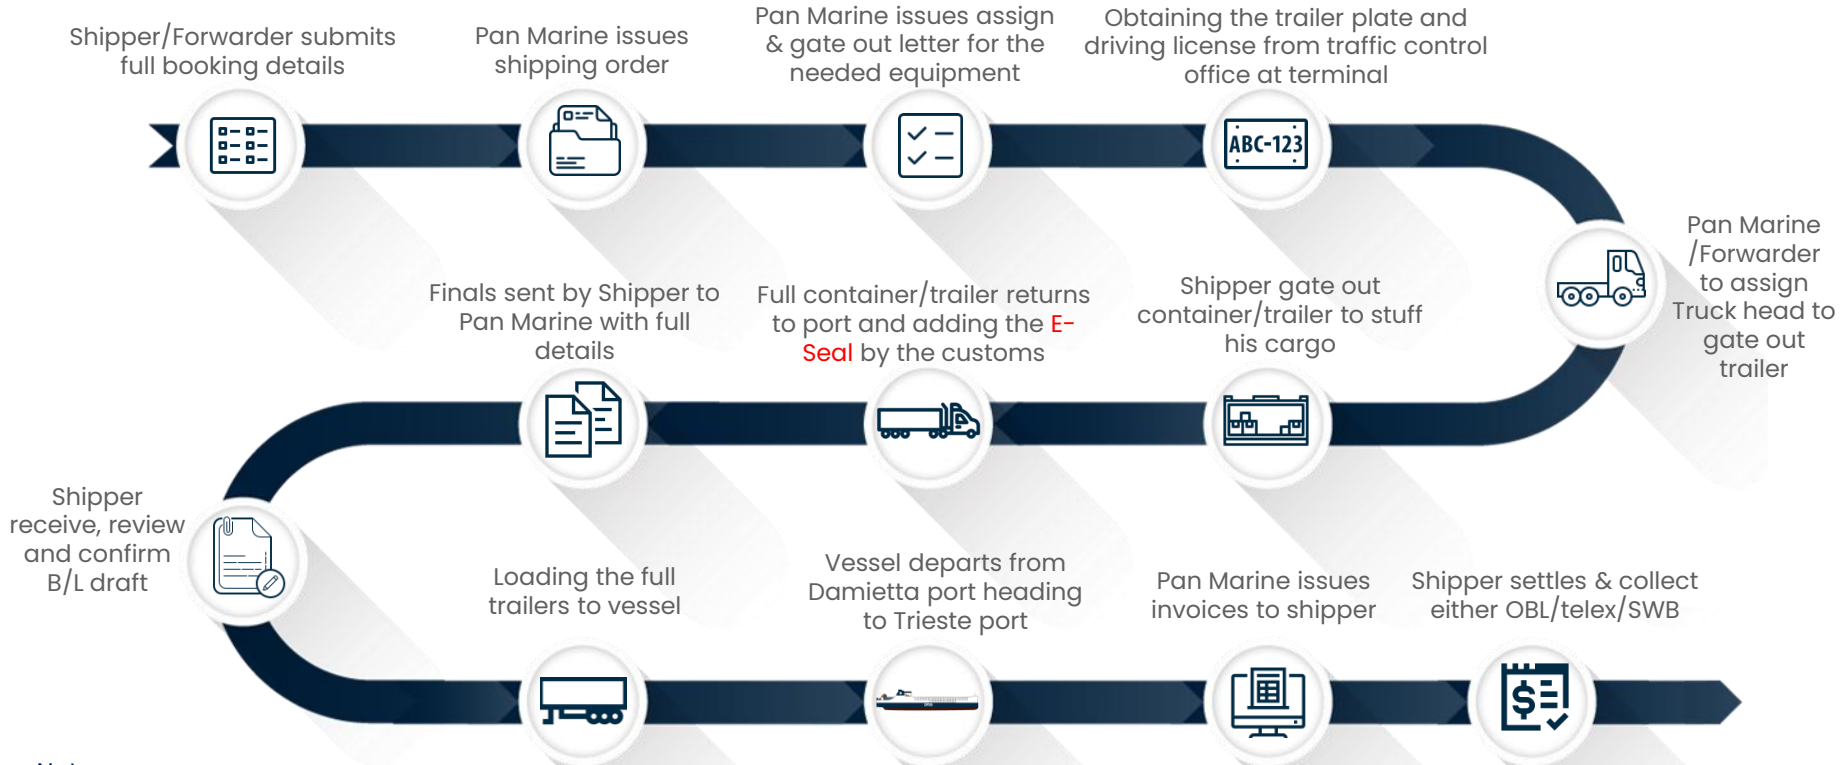 Shipper/Forwarder submits
full booking details
Pan Marine issues
shipping order
Pan Marine issues assign
& gate out letter for the
needed equipment
Obtaining the trailer plate and
driving license from traffic control
office at terminal
ABC-123
Pan Marine
/Forwarder
to assign
Truck head to
gate out
trailer
Shipper gate out
container/trailer to stuff
his cargo
Full container/trailer returns
to port and adding the E-
Seal by the customs
Finals sent by Shipper to
Pan Marine with full
details
Shipper
receive, review
and confirm
B/L draft
Loading the full
trailers to vessel
Vessel departs from
Damietta port heading
to Trieste port
Pan Marine issues
invoices to shipper
Shipper settles & collect
either OBL/telex/SWB